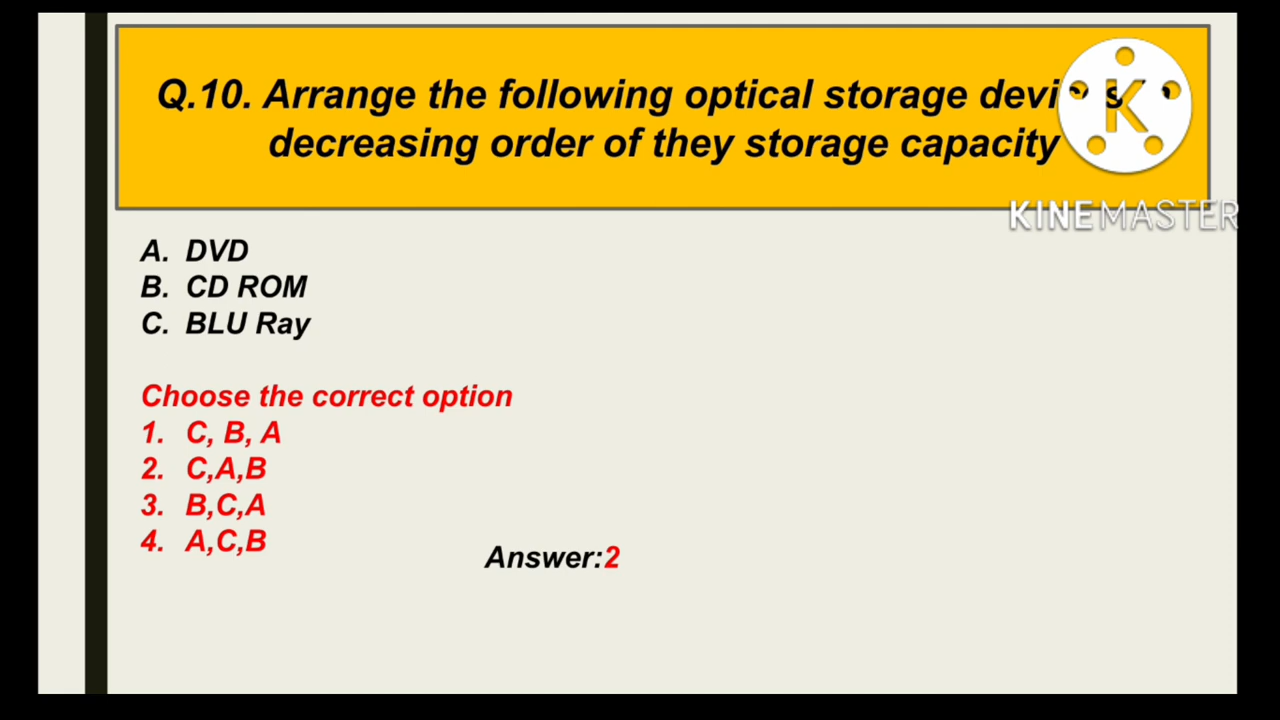 Q.10. Arrange the following optical storage
decreasing order of they storage capacity
KINEMASTER
A. DVD
B. CD ROM
C. BLU Ray
Choose the correct option
1. C, B, A
2. C,A,B
3. B,C,A
4. A,C,B
Answer:2